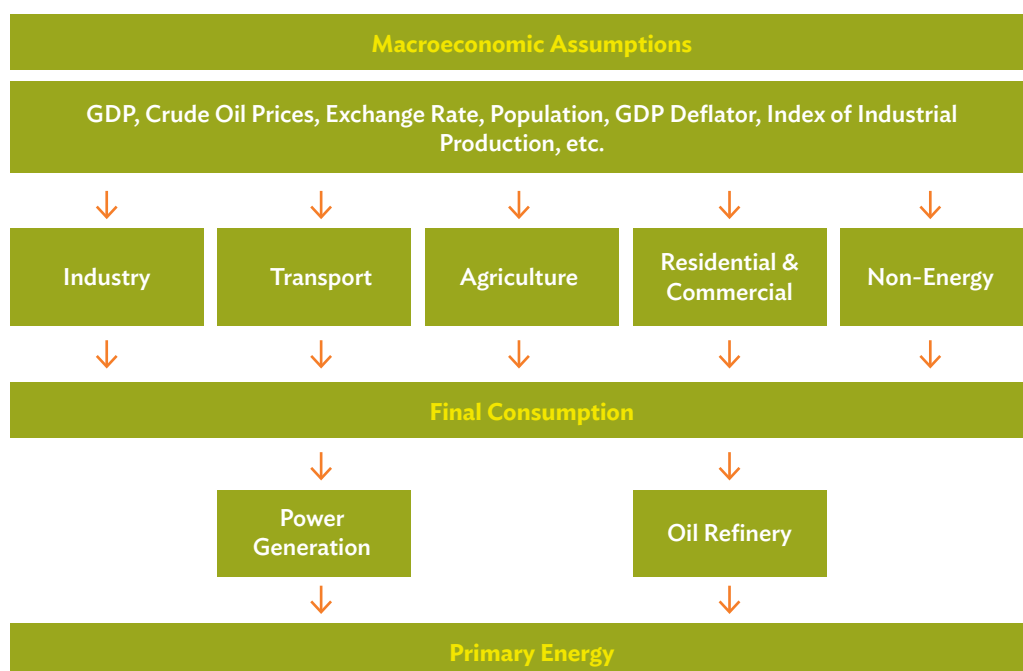 Macroeconomic Assumptions
GDP, Crude Oil Prices, Exchange Rate, Population, GDP Deflator, Index of Industrial
Production, etc.
Industry
Transport
Agriculture
Residential &
Commercial
Non-Energy
Final Consumption
Power
Generation
Oil Refinery
Primary Energy